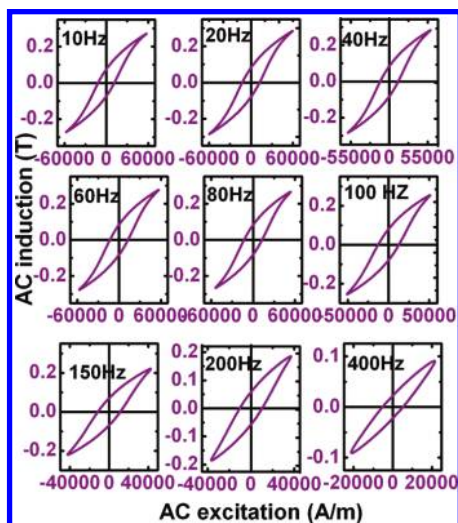 AC induction (T)
10Hz
20Hz
40Hz
0.2
0.0
-0.2
0.2
0.0
-0.2
0.2
0.0
-0.2
-60000 0 60000
-60000 0 60000
-55000 0 55000
60Hz
80Hz
100 HZ
0.2
0.0
-0.2
0.2
0.0
-0.2
0.2
0.0
-0.2
-60000 0 60000
-60000 0 60000
-50000 0 50000
150Hz
200Hz
400Hz
0.2
0.0
-0.2
0.2
0.1
0.0
-0.1
-0.2
0.1
0.0
-0.1
-40000 0 40000
-40000 0 40000
-20000 0 20000
AC excitation (A/m)